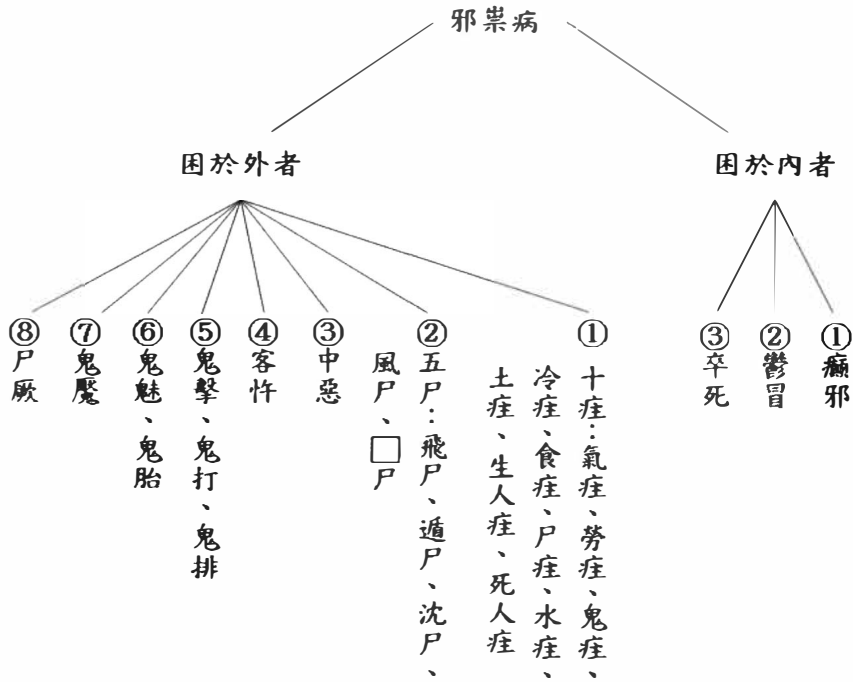 邪祟病
困於內者
①癲邪
②鬱冒
③卒死
困於外者
①十疰：氣疰、勞疰、鬼疰、
冷疰、食疰、尸疰、水疰、
土疰、生人疰、死人疰
②五尸：飛尸、遁尸、沈尸、
風尸、□尸
③中惡
④客忤
⑤鬼擊、鬼打、鬼排
⑥鬼魅、鬼胎
⑦鬼魘
⑧尸厥